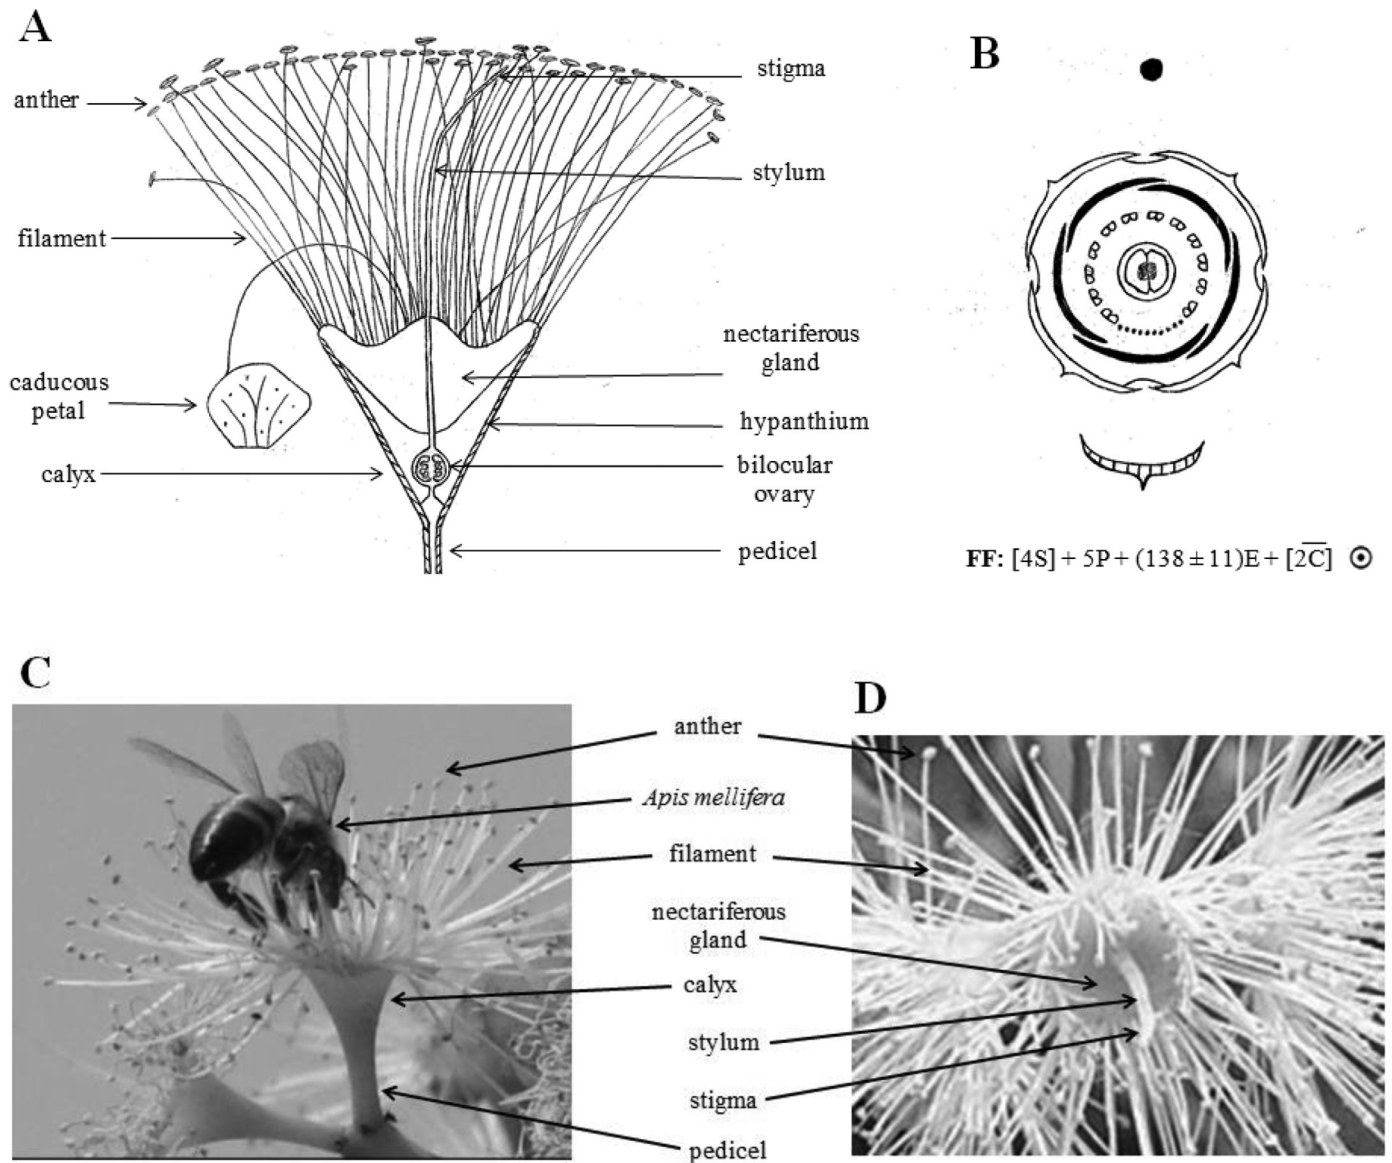 A
anther
filament
caducous
petal
calyx
stigma
stylum
nectariferous
gland
hypanthium
bilocular
ovary
pedicel
B
FF: [4S] + 5P + (138 ± 11)E + [2C̅]
C
anther
Apis mellifera
filament
nectariferous
gland
calyx
stylum
stigma
pedicel
D